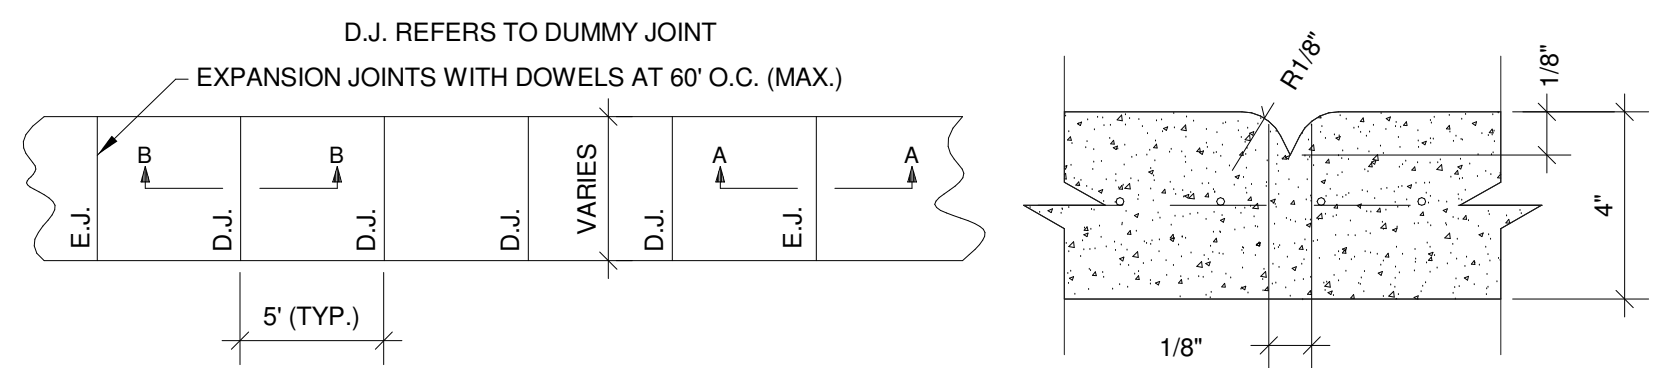 D.J. REFERS TO DUMMY JOINT
EXPANSION JOINTS WITH DOWELS AT 60' O.C. (MAX.)
B
B
A
A
E.J.
D.J.
D.J.
D.J.
VARIES
D.J.
E.J.
5' (TYP.)
R1/8"
1/8"
4"
1/8"